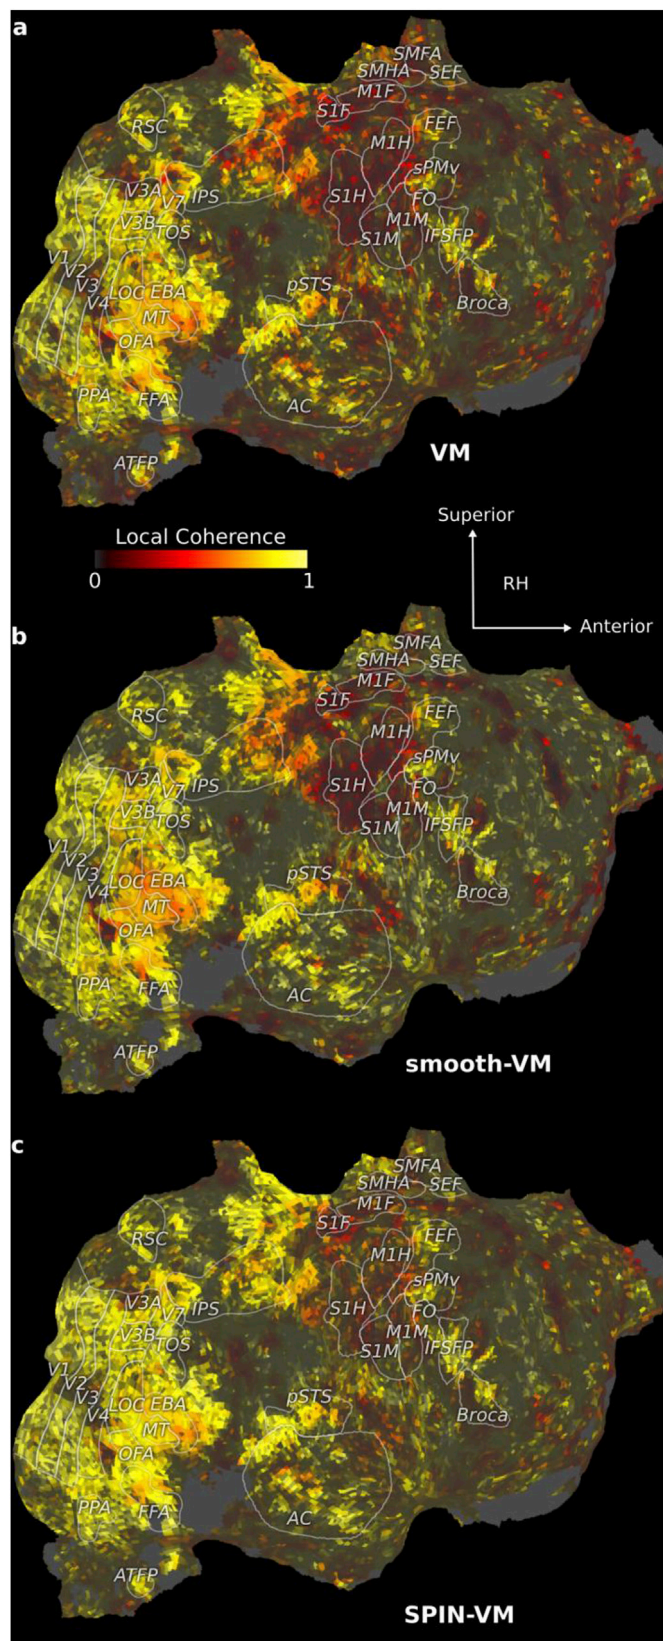 a
SMFA
SMHA SEF
M1F
S1F
FEF
RSC
M1H
sPMv
V3A
V7 IPS
S1H
FO
V3B TOS
M1M
S1M IFSFP
V1
V2
V3
V4
LOC EBA
pSTS
Broca
MT
OFA
PPA
FFA
AC
VM
ATFP
Superior
Local Coherence
0 1
RH
Anterior
b
SMFA
SMHA SEF
M1F
S1F
RSC
FEF
M1H
sPMv
V3A
V7 IPS
S1H
FO
V3B TOS
M1M
S1M IFSFP
V1
V2
V3
V4
LOC EBA
pSTS
Broca
MT
OFA
PPA
FFA
AC
ATFP
smooth-VM
c
SMFA
SMHA SEF
M1F
S1F
RSC
FEF
M1H
sPMv
V3A
V7 IPS
S1H
FO
V3B TOS
M1M
S1M IFSFP
V1
V2
V3
V4
LOC EBA
pSTS
Broca
MT
OFA
PPA
FFA
AC
ATFP
SPIN-VM